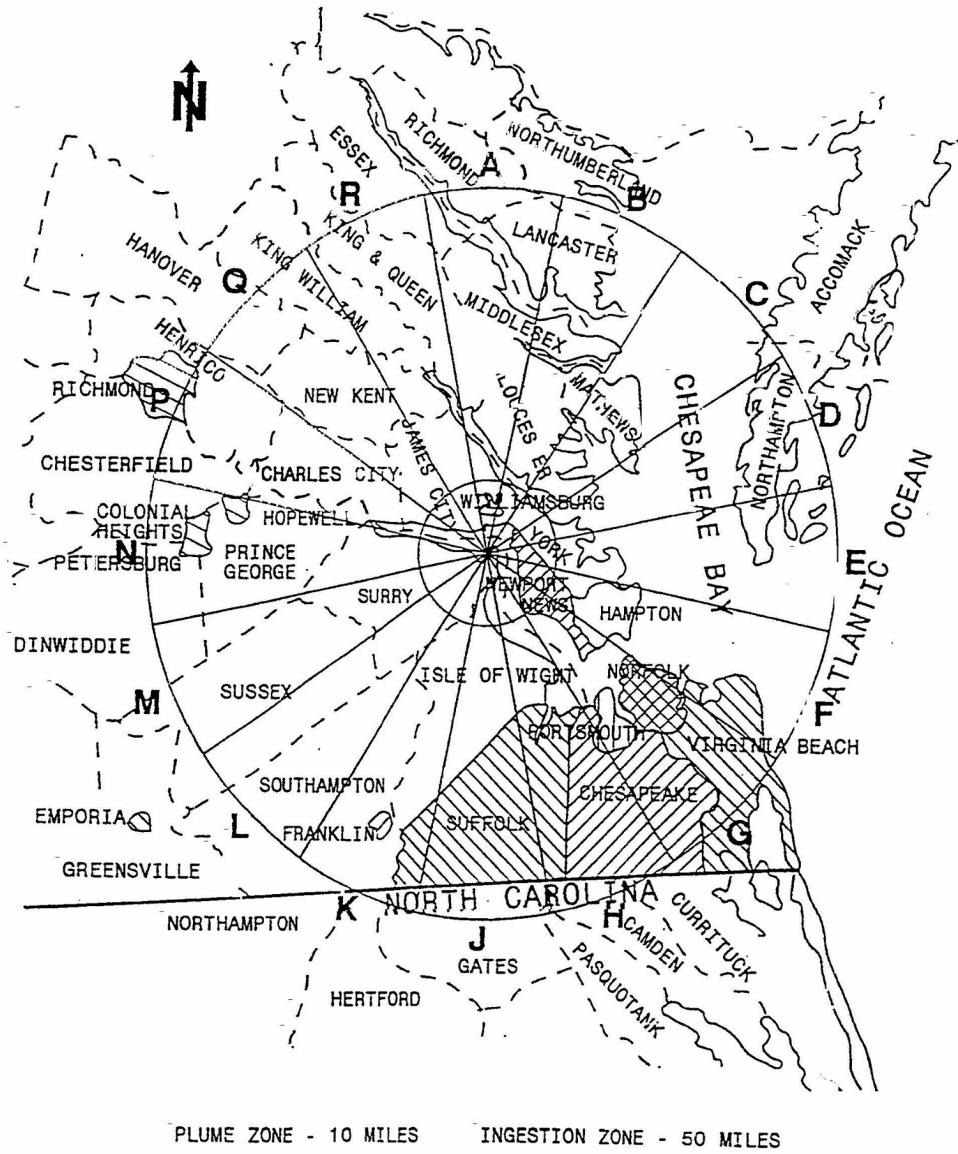 N
ESSEX
RICHMOND
NORTHUMBERLAND
A
B
R
LANCASTER
HANOVER
KING & QUEEN
KING WILLIAM
ACCOMACK
Q
C
MIDDLESEX
HENRICO
RICHMOND
P
NEW KENT
JAMES CITY
MATHEWS
CHESAPEAE BAY
NORTHAMPTON
D
CHESTERFIELD
CHARLES CITY
WILLIAMSBURG
COLONIAL
HEIGHTS
HOPEWELL
YORK
ATLANTIC OCEAN
N
PETERSBURG
PRINCE
GEORGE
E
SURRY
NEWPORT
NEWS
HAMPTON
DINWIDDIE
SUSSEX
ISLE OF WIGHT
NORFOLK
M
F
PORTSMOUTH
VIRGINIA BEACH
SOUTHAMPTON
CHESAPEAKE
EMPORIA
L
FRANKLIN
SUFFOLK
G
GREENSVILLE
NORTH CAROLINA
NORTHAMPTON
K
J
H
CURRITUCK
CAMDEN
GATES
PASQUOTANK
HERTFORD
PLUME ZONE - 10 MILES INGESTION ZONE - 50 MILES